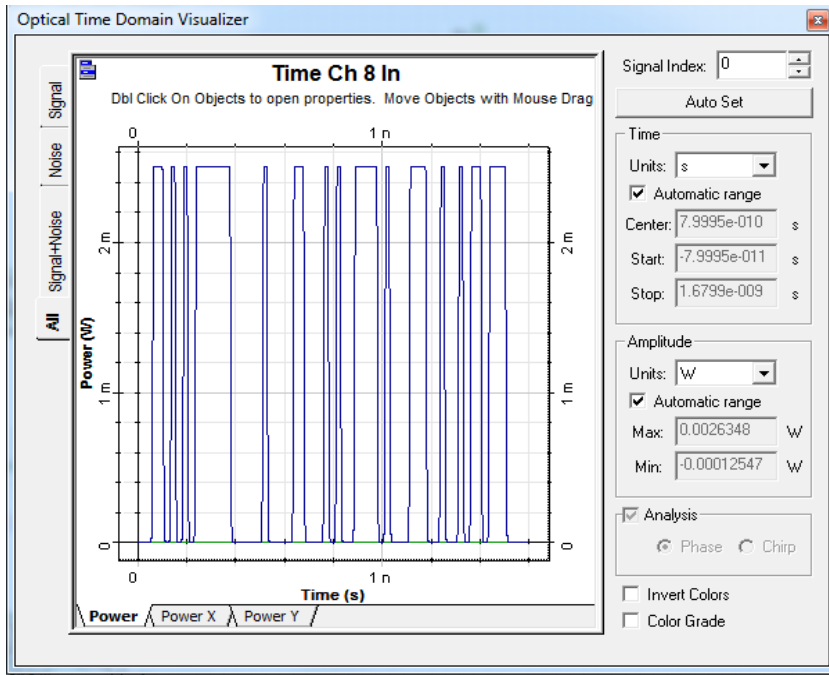 Optical Time Domain Visualizer
Signal
Noise
Signal+Noise
All
Time Ch 8 In
Dbl Click On Objects to open properties. Move Objects with Mouse Drag
0 1 n
Power (W)
2 m
1 m
0
2 m
1 m
0
0 1 n
Time (s)
Power Power X Power Y
Signal Index: 0
Auto Set
Time
Units: s
Automatic range
Center: 7.9995e-010 s
Start: -7.9995e-011 s
Stop: 1.6799e-009 s
Amplitude
Units: W
Automatic range
Max: 0.0026348 W
Min: -0.00012547 W
Analysis
Phase Chirp
Invert Colors
Color Grade